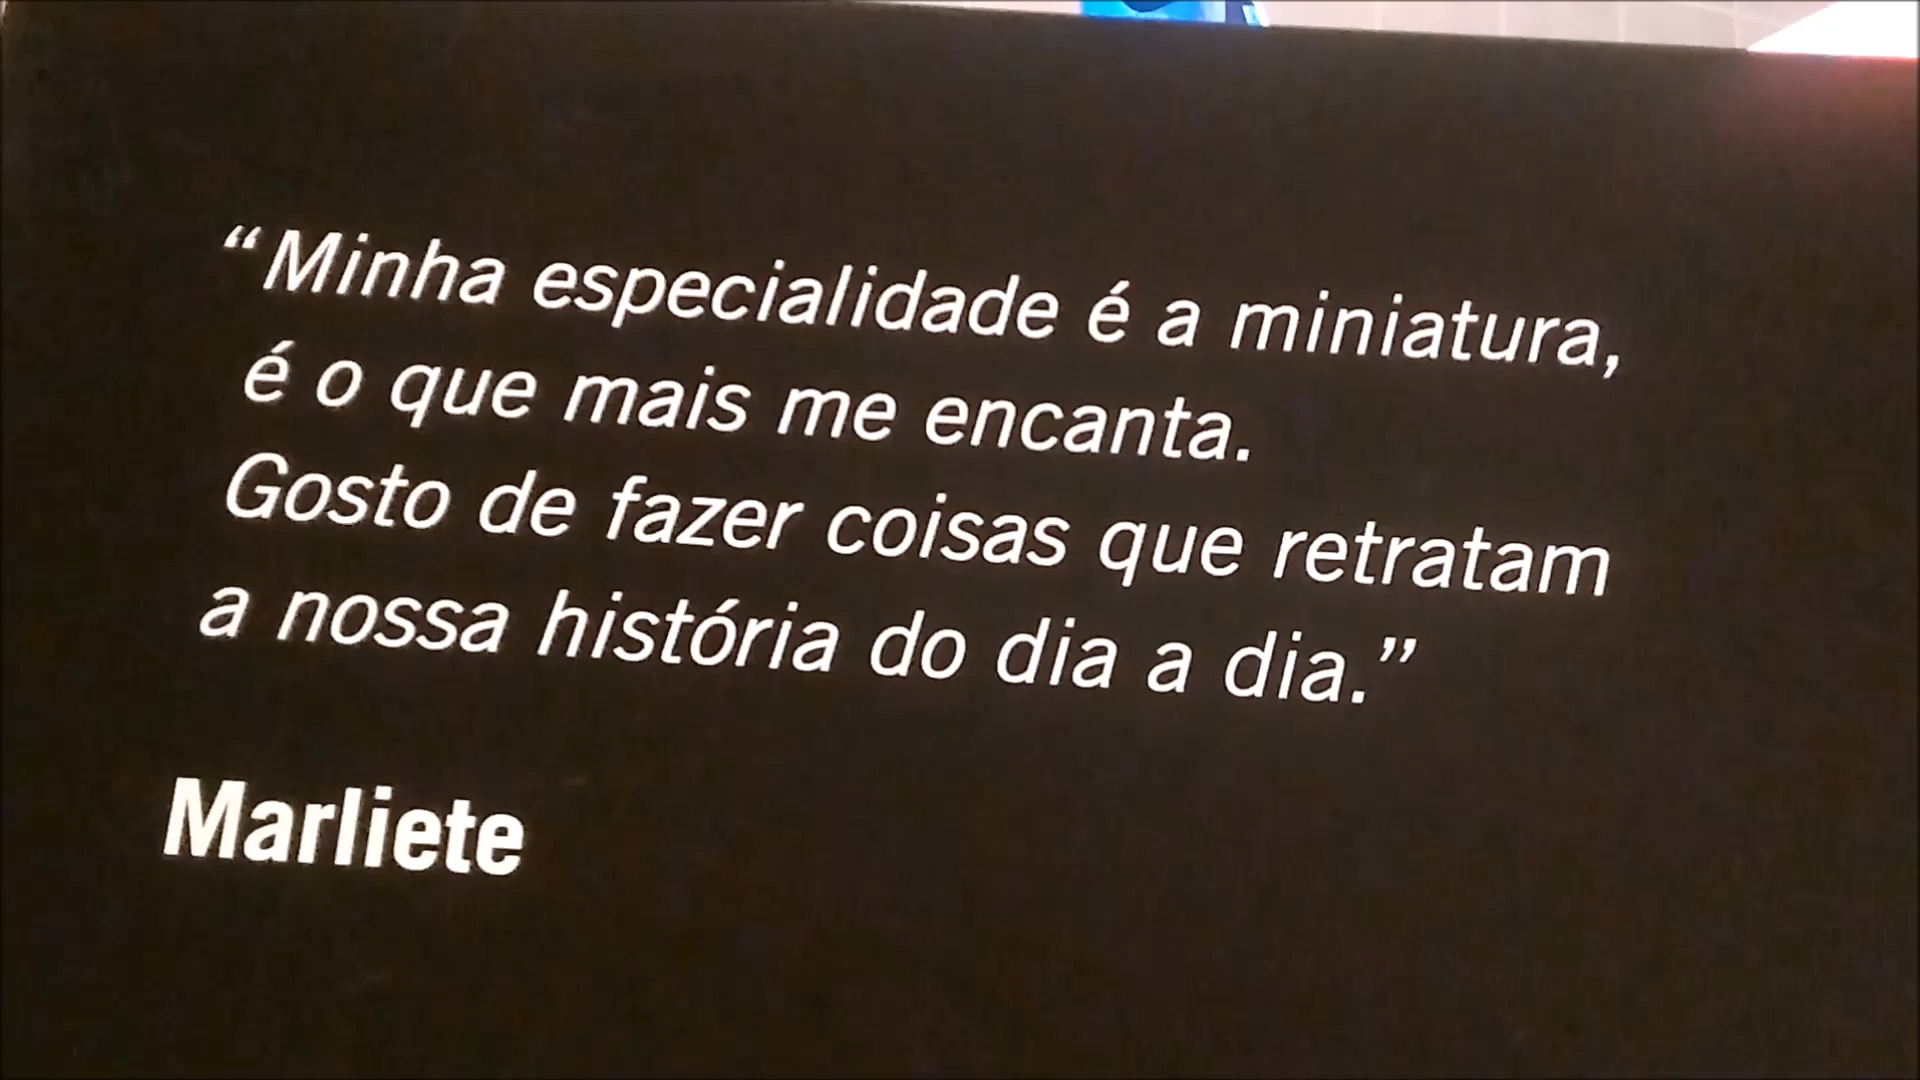 “Minha especialidade é a miniatura,
é o que mais me encanta.
Gosto de fazer coisas que retratam
a nossa história do dia a dia.”
Marliete